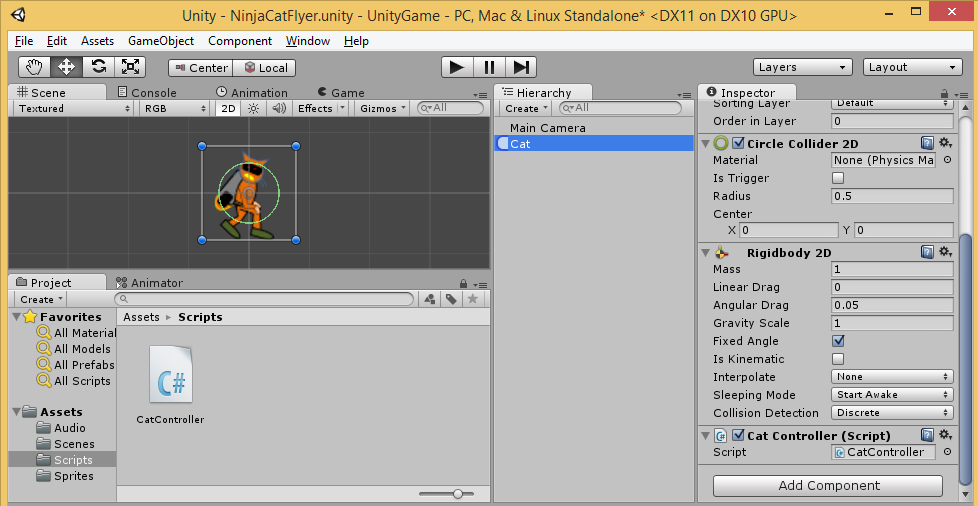 Unity - NinjaCatFlyer.unity - UnityGame - PC, Mac & Linux Standalone* <DX11 on DX10 GPU>
File Edit Assets GameObject Component Window Help
Center Local Layers Layout
Scene Console Animation Game
Textured RGB 2D Effects Gizmos All
Hierarchy
Create All
Main Camera
Cat
Project Animator
Create
Favorites
All Material
All Models
All Prefabs
All Scripts
Assets
Audio
Scenes
Scripts
Sprites
Assets Scripts
C#
CatController
Inspector
Sorting Layer Default
Order in Layer 0
Circle Collider 2D
Material None (Physics Ma
Is Trigger
Radius 0.5
Center
X 0 Y 0
Rigidbody 2D
Mass 1
Linear Drag 0
Angular Drag 0.05
Gravity Scale 1
Fixed Angle
Is Kinematic
Interpolate None
Sleeping Mode Start Awake
Collision Detection Discrete
Cat Controller (Script)
Script CatController
Add Component